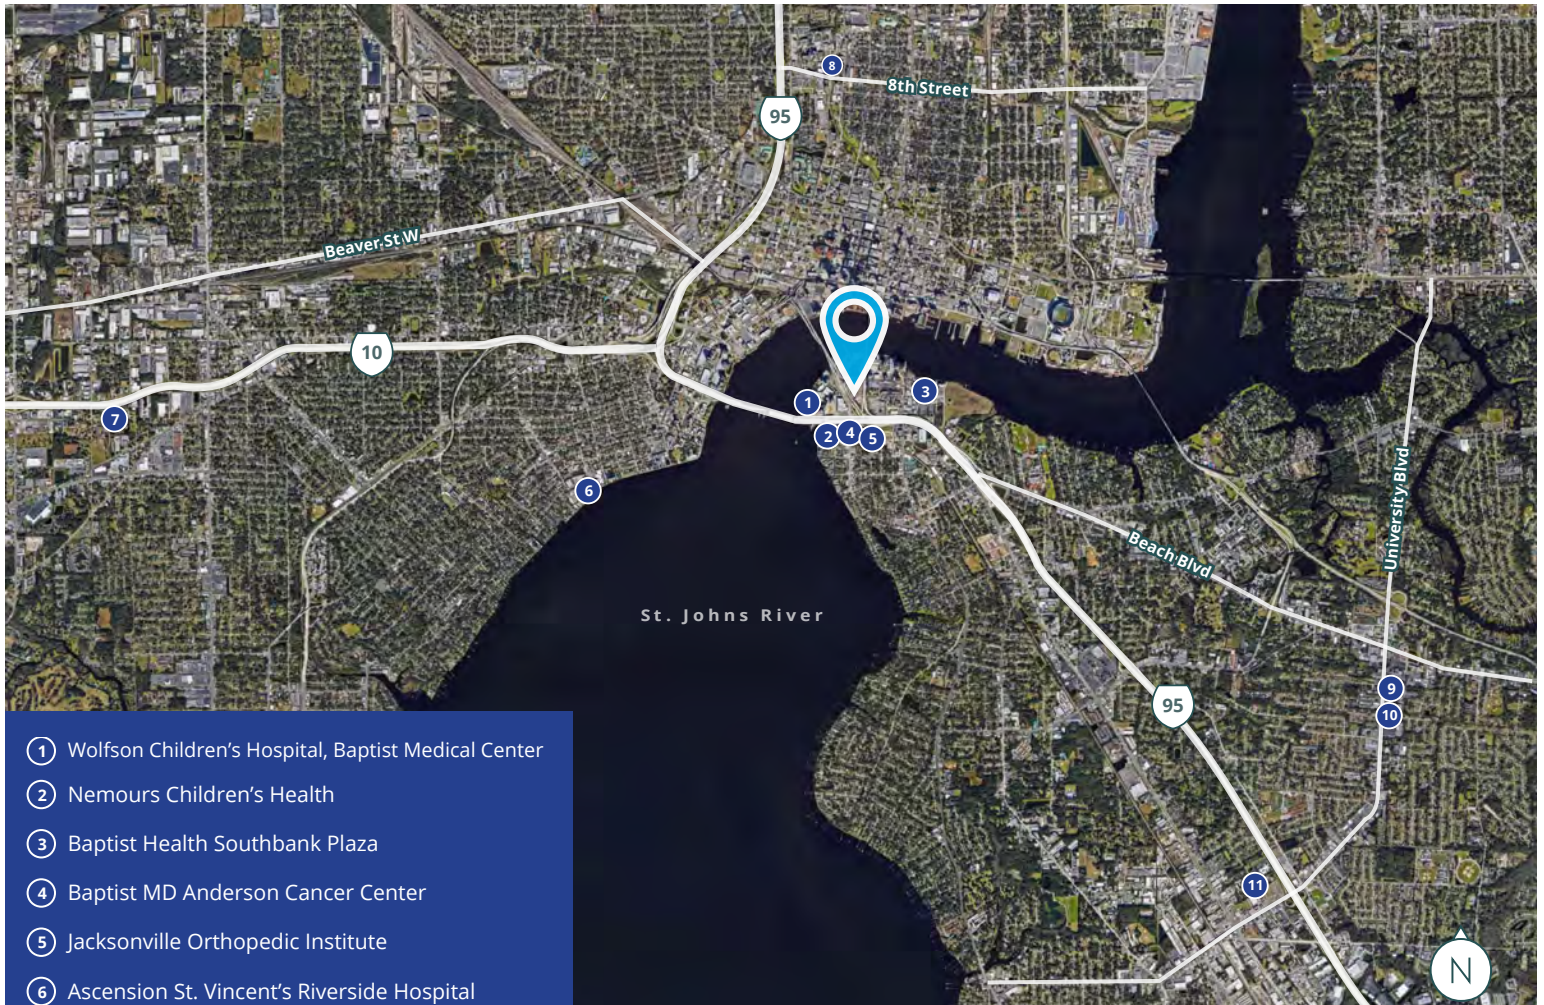 8
8th Street
95
Beaver St W
10
7
1
3
2
4
5
6
University Blvd
Beach Blvd
St. Johns River
9
10
95
11
N
1 Wolfson Children’s Hospital, Baptist Medical Center
2 Nemours Children’s Health
3 Baptist Health Southbank Plaza
4 Baptist MD Anderson Cancer Center
5 Jacksonville Orthopedic Institute
6 Ascension St. Vincent’s Riverside Hospital